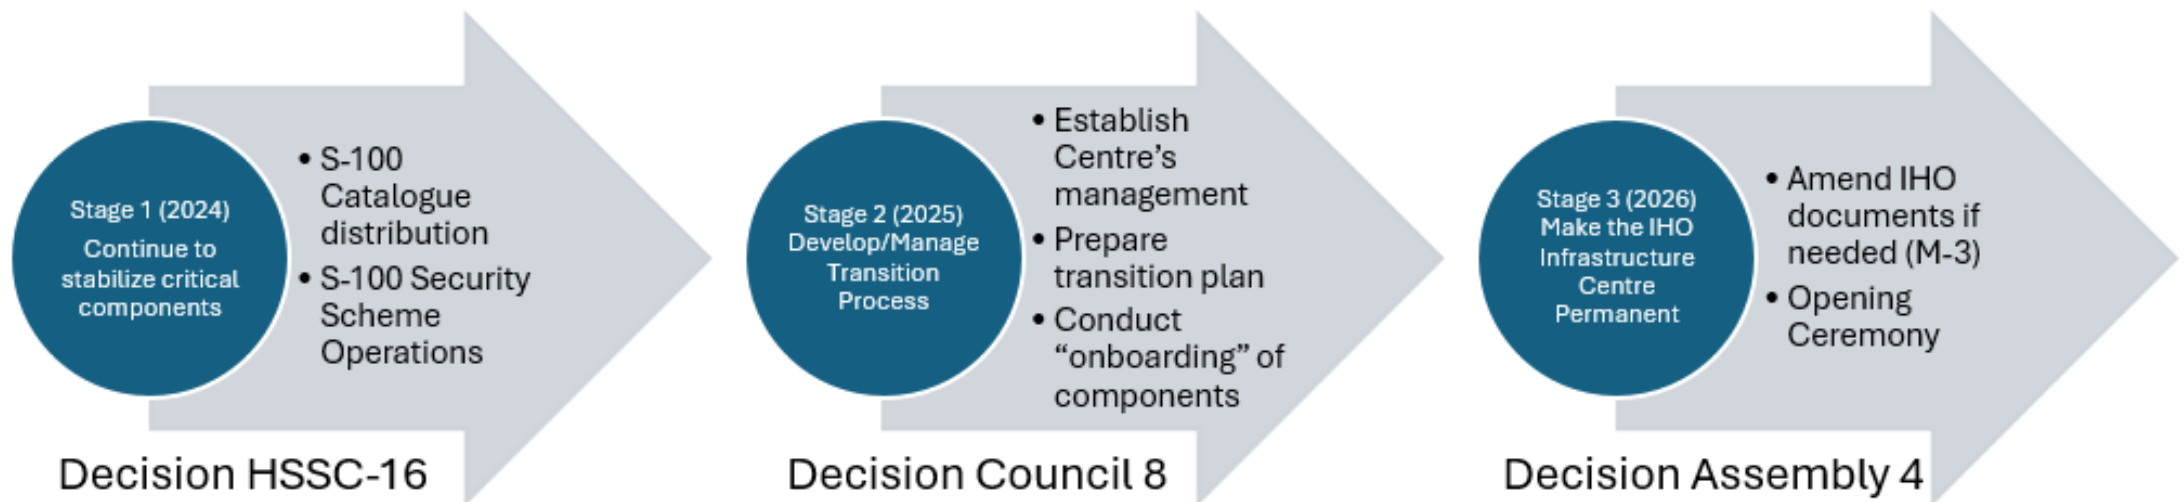 Stage 1 (2024)
Continue to
stabilize critical
components
• S-100
Catalogue
distribution
• S-100 Security
Scheme
Operations
Decision HSSC-16
Stage 2 (2025)
Develop/Manage
Transition
Process
• Establish
Centre’s
management
• Prepare
transition plan
• Conduct
“onboarding” of
components
Decision Council 8
Stage 3 (2026)
Make the IHO
Infrastructure
Centre
Permanent
• Amend IHO
documents if
needed (M-3)
• Opening
Ceremony
Decision Assembly 4